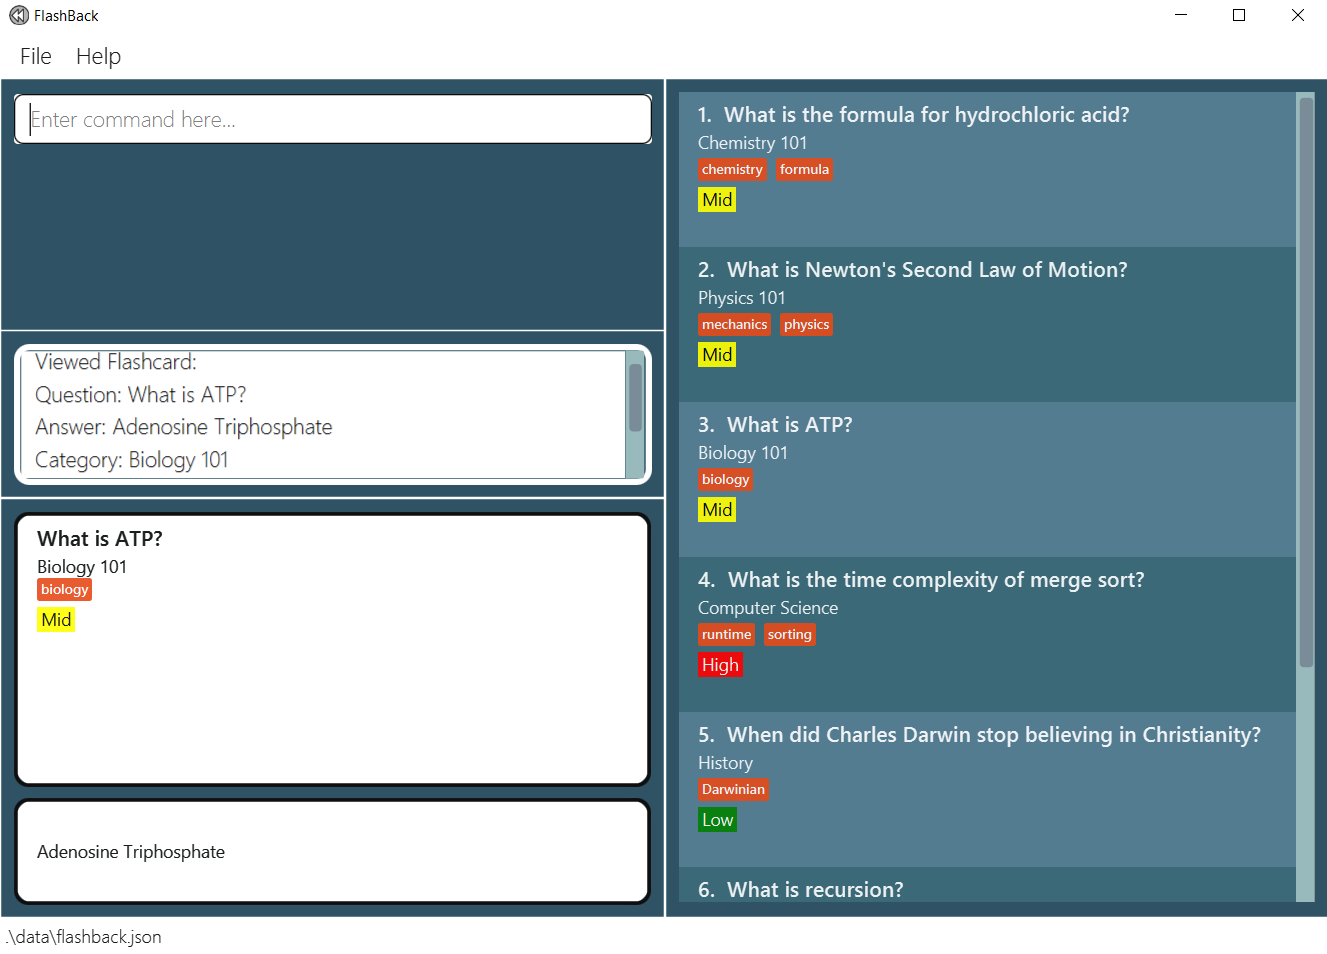 FlashBack
File Help
Enter command here...
Viewed Flashcard:
Question: What is ATP?
Answer: Adenosine Triphosphate
Category: Biology 101
What is ATP?
Biology 101
biology
Mid
Adenosine Triphosphate
1. What is the formula for hydrochloric acid?
Chemistry 101
chemistry formula
Mid
2. What is Newton's Second Law of Motion?
Physics 101
mechanics physics
Mid
3. What is ATP?
Biology 101
biology
Mid
4. What is the time complexity of merge sort?
Computer Science
runtime sorting
High
5. When did Charles Darwin stop believing in Christianity?
History
Darwinian
Low
6. What is recursion?
.\data\flashback.json